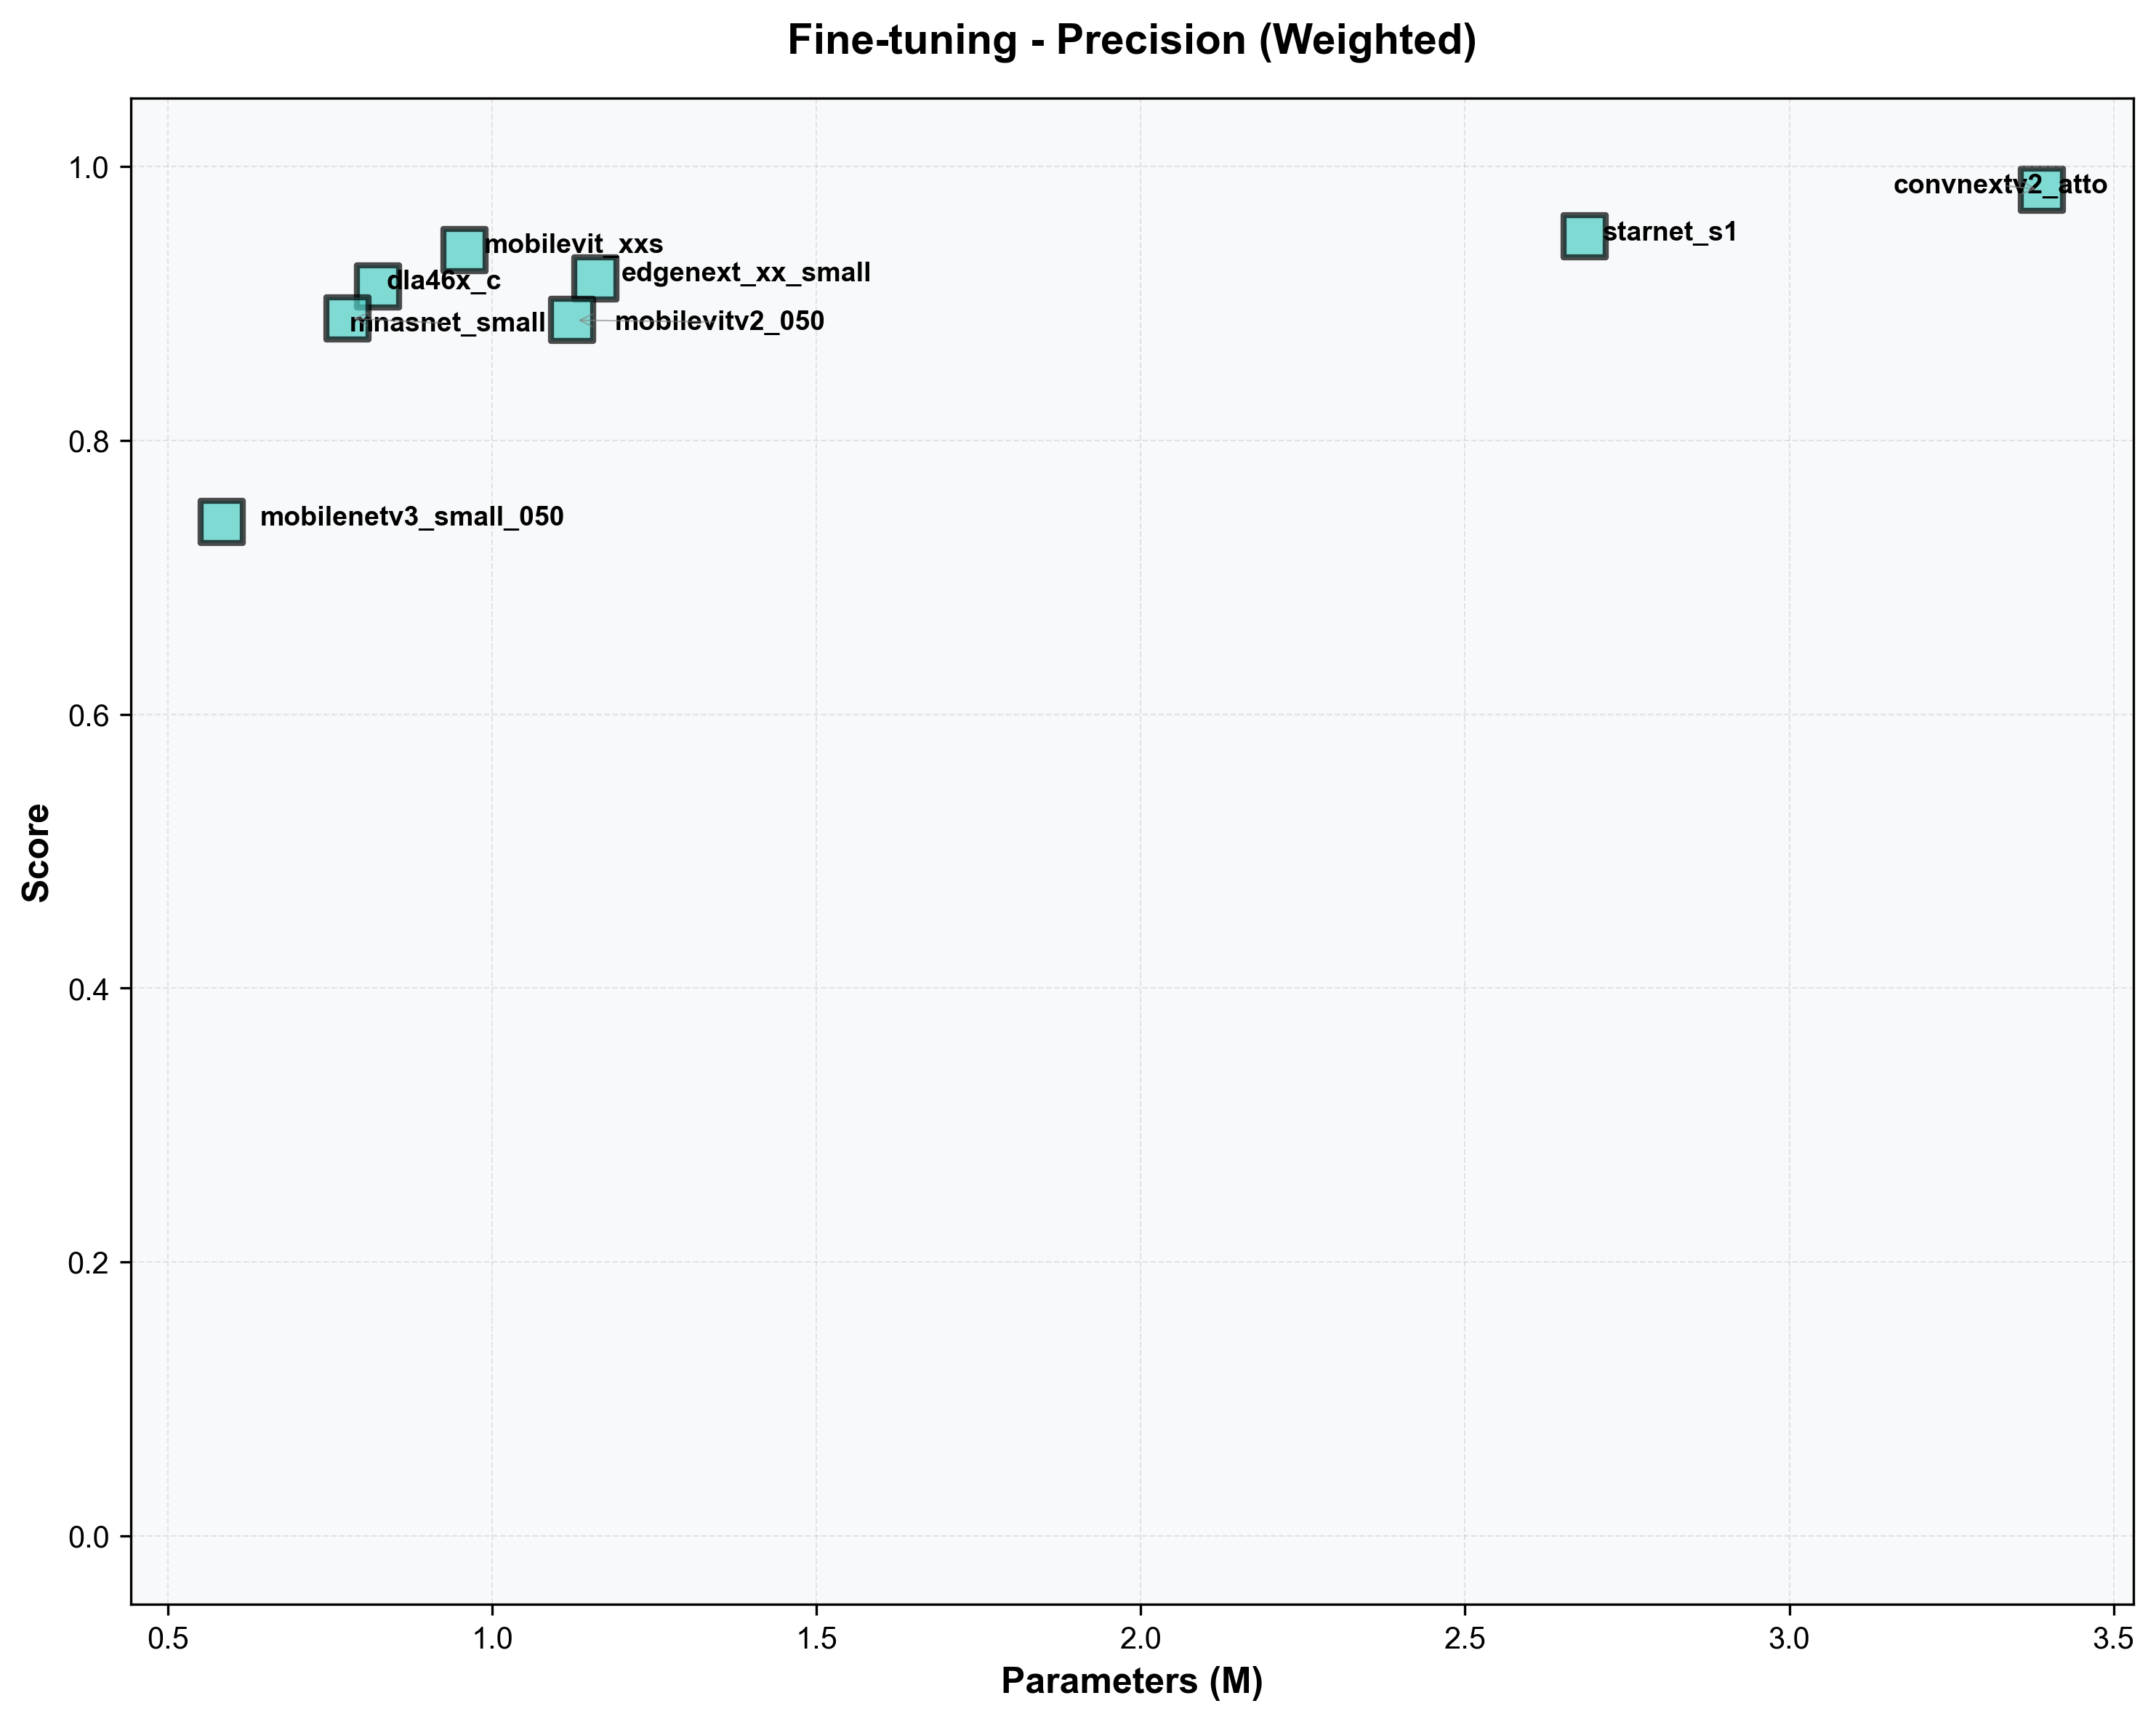 Fine-tuning - Precision (Weighted)
1.0
0.8
0.6
0.4
0.2
0.0
Score
convnextv2_atto
starnet_s1
mobilevit_xxs
edgenext_xx_small
dla46x_c
mnasnet_small
mobilevitv2_050
mobilenetv3_small_050
0.5 1.0 1.5 2.0 2.5 3.0 3.5
Parameters (M)